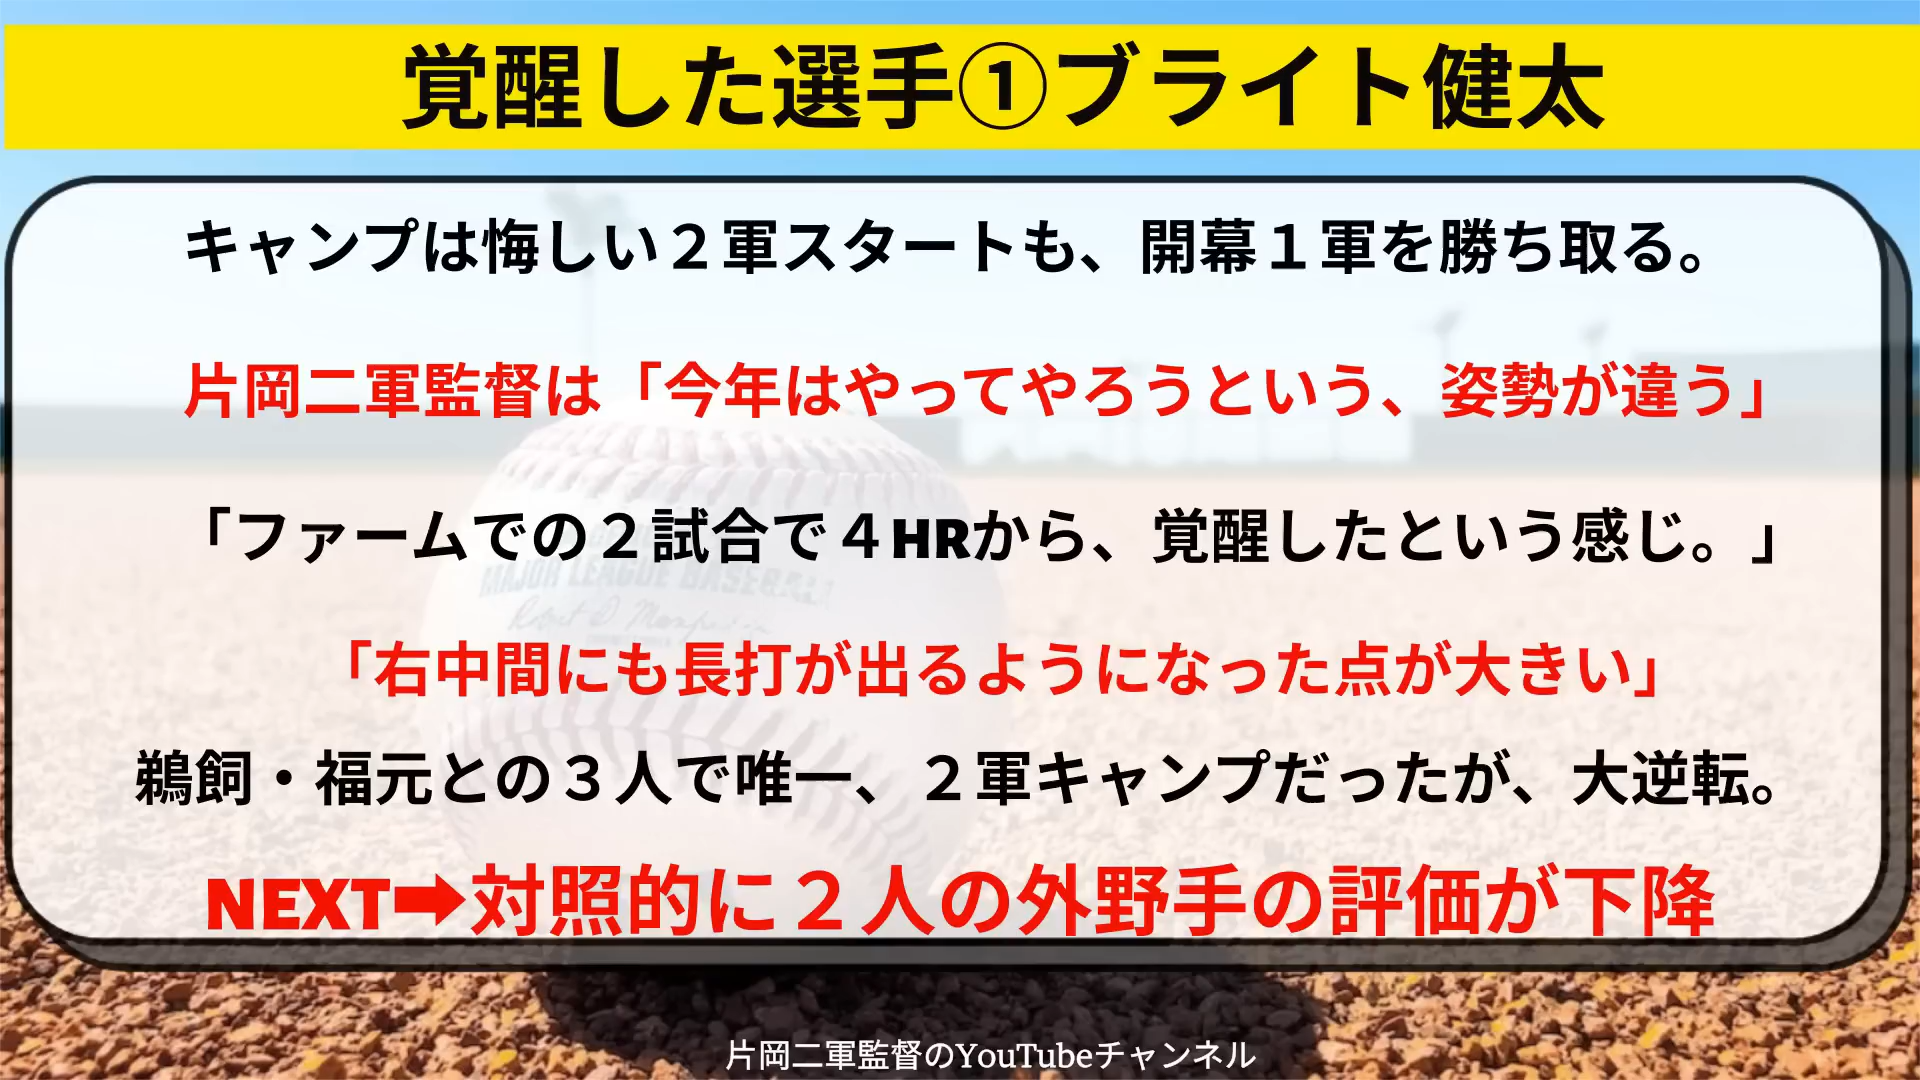 覚醒した選手①ブライト健太
キャンプは悔しい２軍スタートも、開幕１軍を勝ち取る。
片岡二軍監督は「今年はやってやろうという、姿勢が違う」
「ファームでの２試合で４HRから、覚醒したという感じ。」
MAJOR LEAGUE BASEBALL
「右中間にも長打が出るようになった点が大きい」
鵜飼・福元との３人で唯一、２軍キャンプだったが、大逆転。
NEXT➡対照的に２人の外野手の評価が下降
片岡二軍監督のYouTubeチャンネル